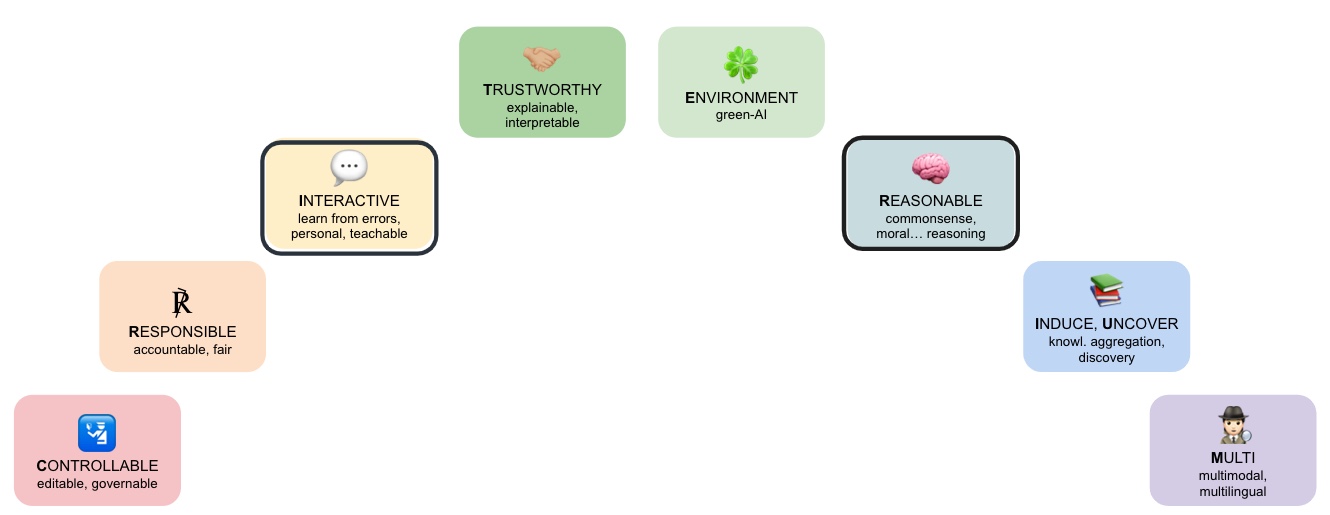 TRUSTWORTHY
explainable,
interpretable
ENVIRONMENT
green-AI
INTERACTIVE
learn from errors,
personal, teachable
REASONABLE
commonsense,
moral... reasoning
℟
RESPONSIBLE
accountable, fair
INDUCE, UNCOVER
knowl. aggregation,
discovery
CONTROLLABLE
editable, governable
MULTI
multimodal,
multilingual